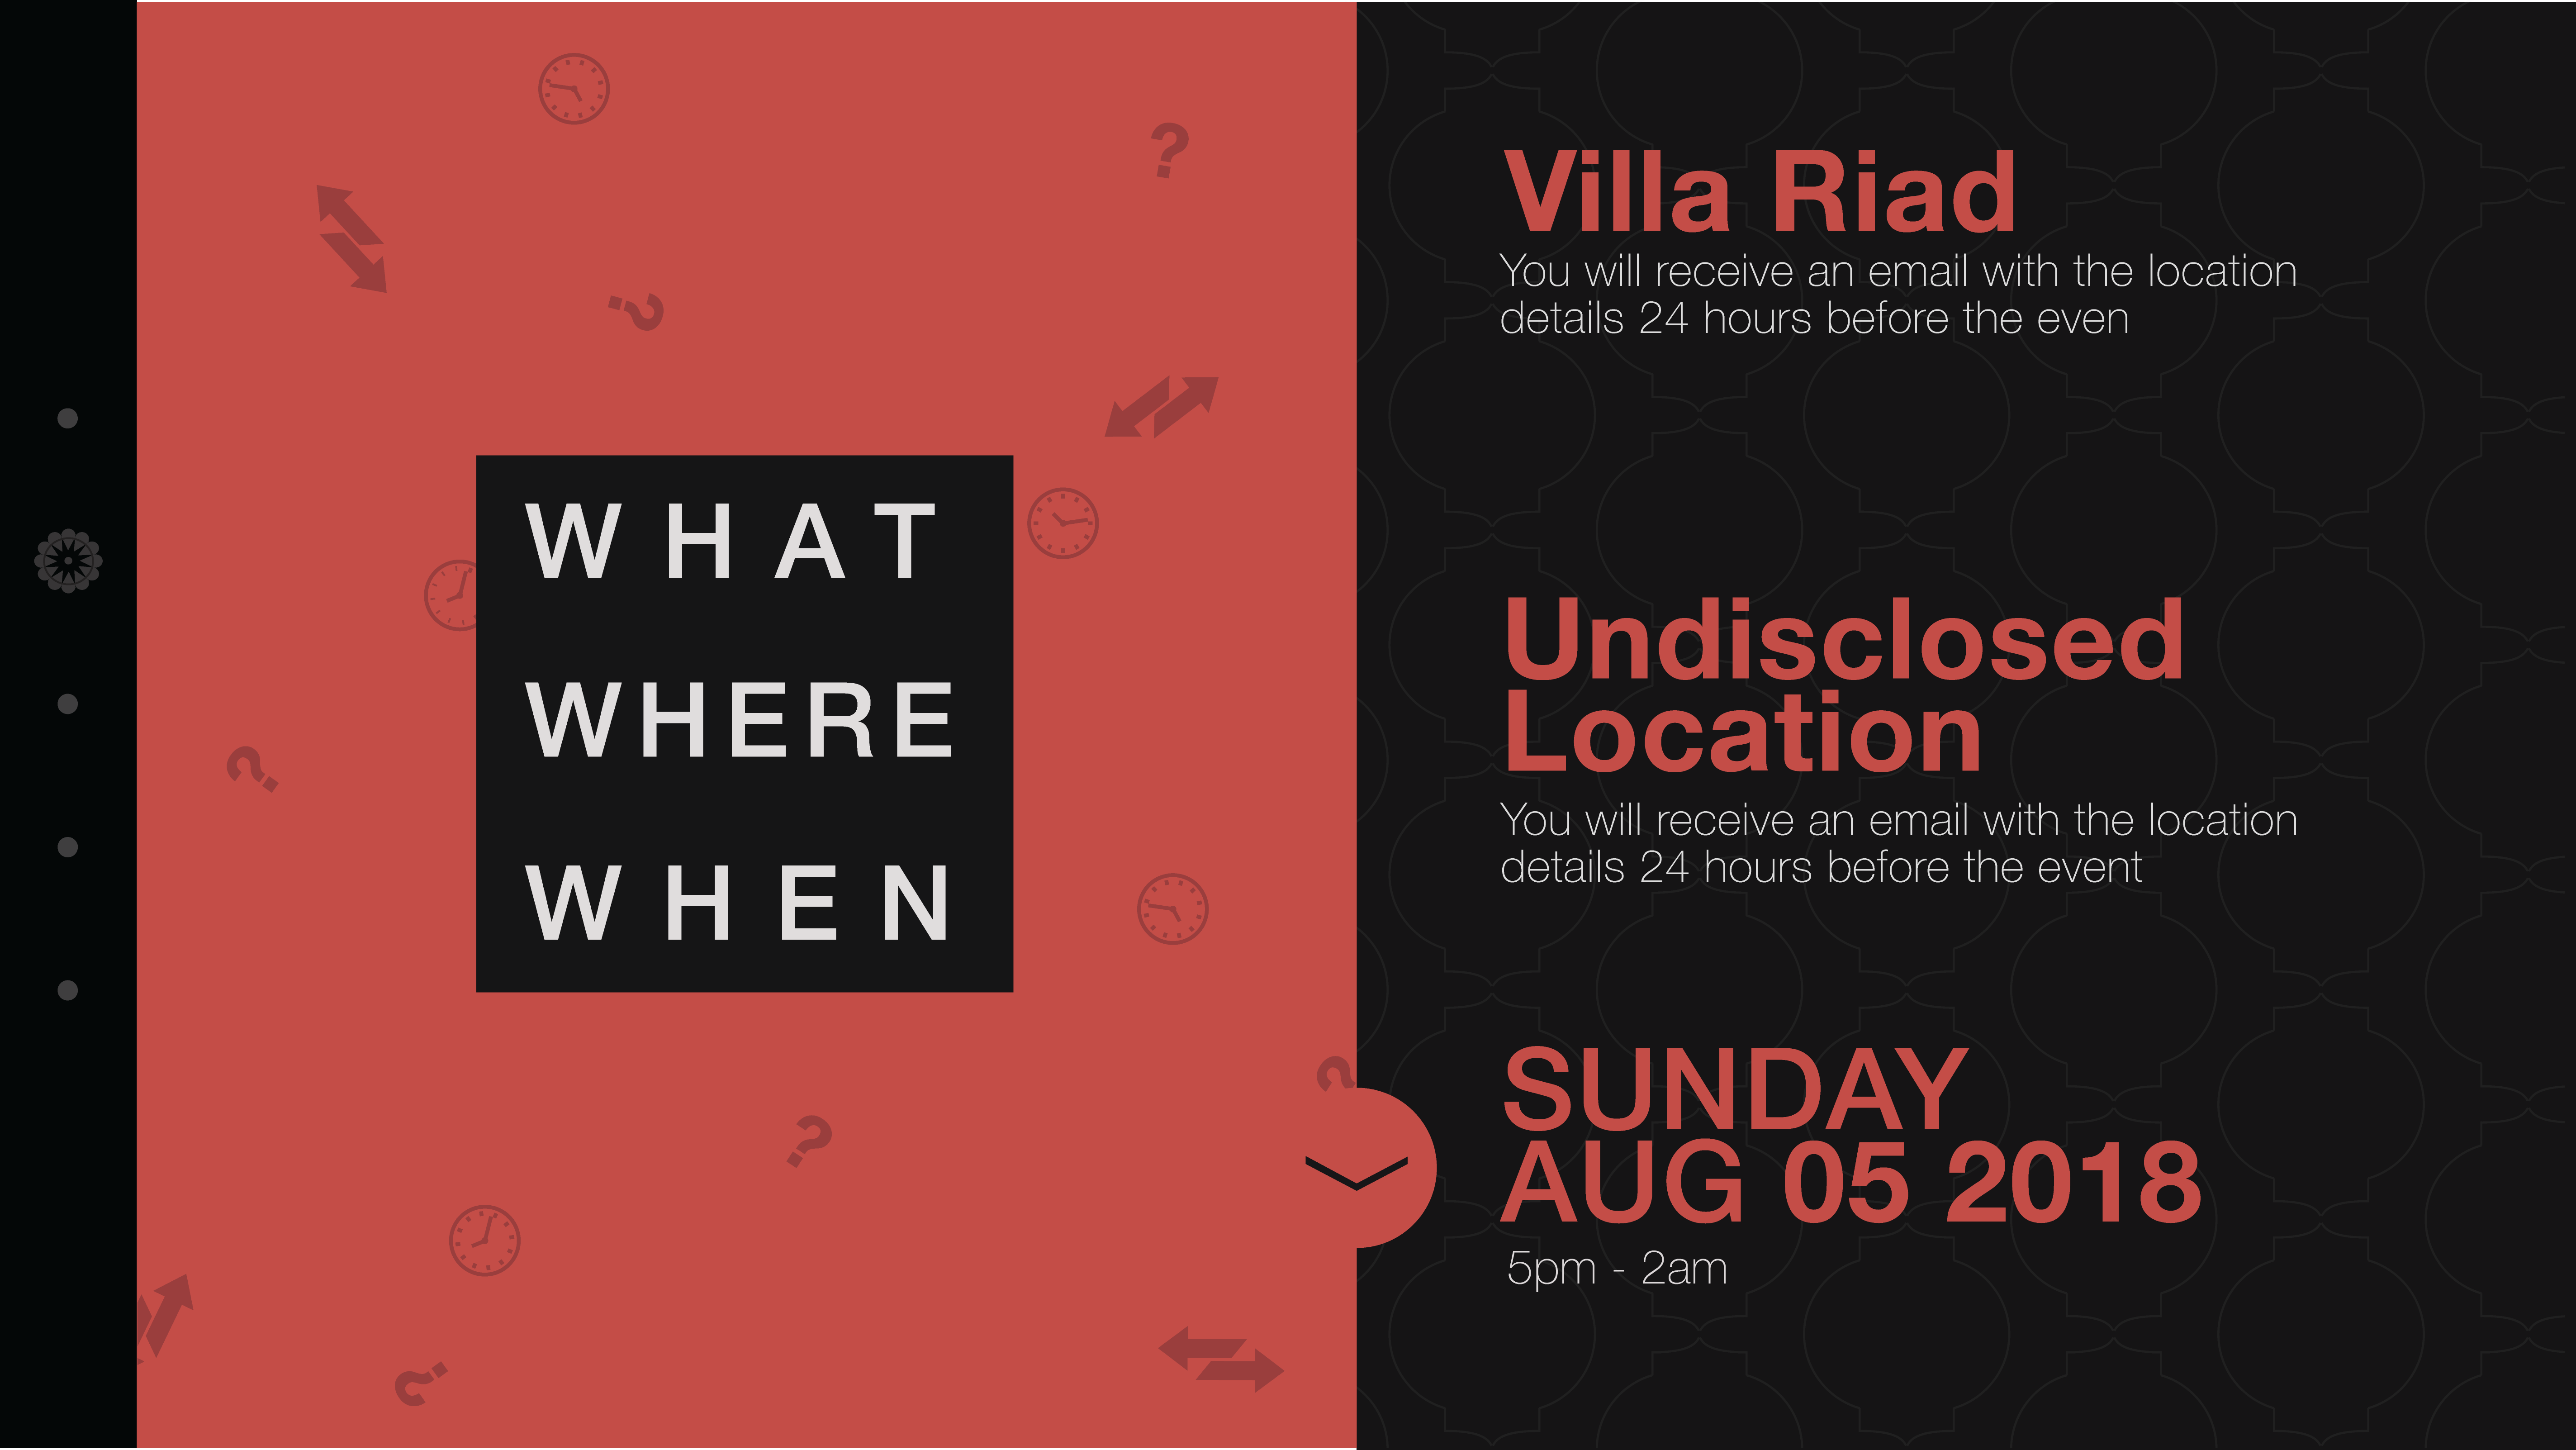 WHAT
WHERE
WHEN
Villa Riad
You will receive an email with the location
details 24 hours before the even
Undisclosed
Location
You will receive an email with the location
details 24 hours before the event
SUNDAY
AUG 05 2018
5pm - 2am